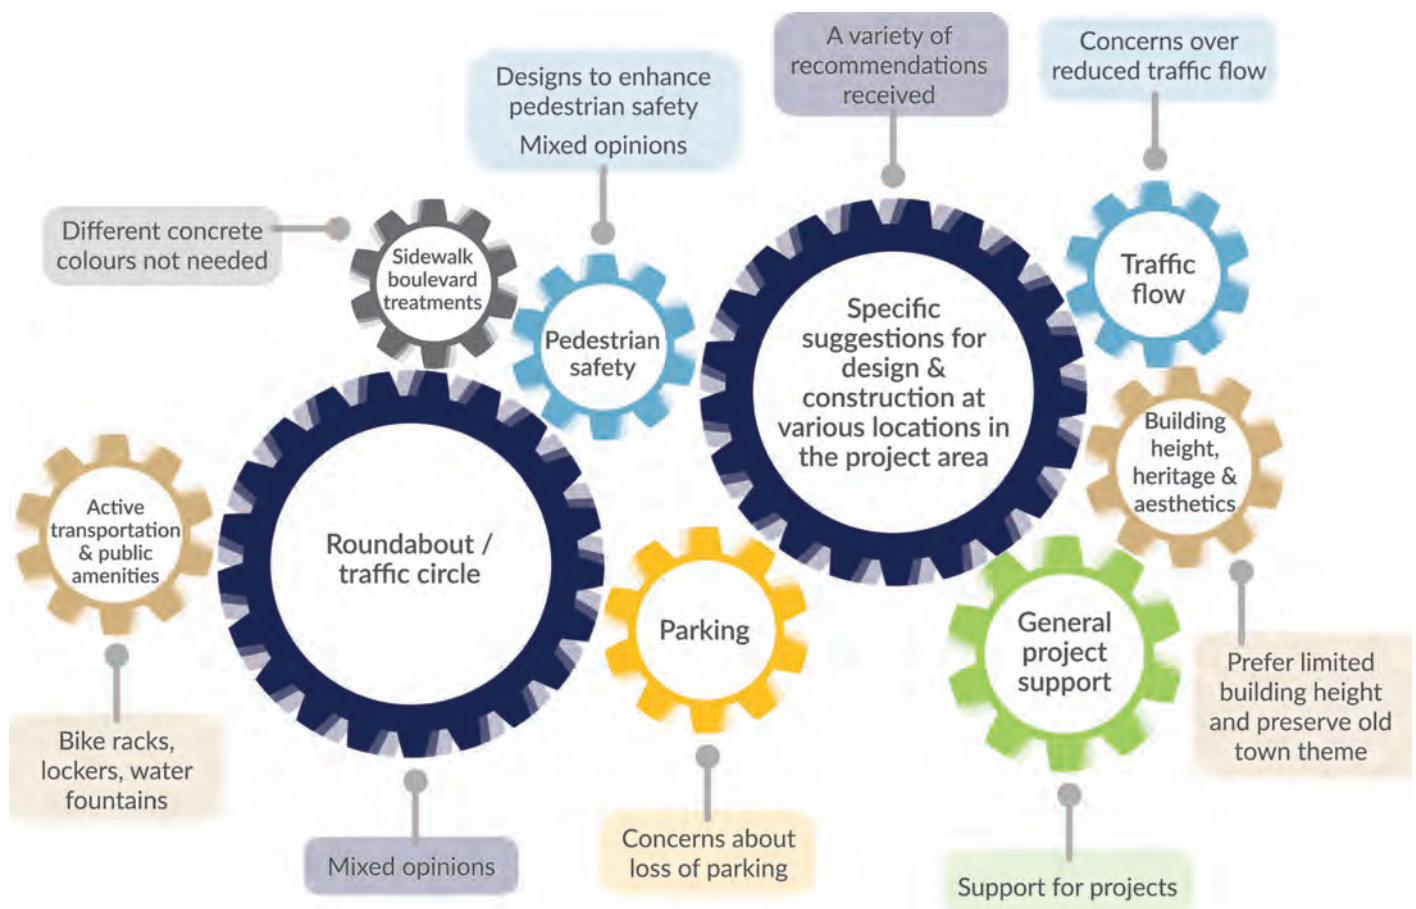 A variety of
recommendations
received
Concerns over
reduced traffic flow
Designs to enhance
pedestrian safety
Mixed opinions
Different concrete
colours not needed
Sidewalk
boulevard
treatments
Pedestrian
safety
Specific
suggestions for
design &
construction at
various locations in
the project area
Traffic
flow
Building
height,
heritage &
aesthetics
Active
transportation
& public
amenities
Roundabout /
traffic circle
Parking
General
project
support
Prefer limited
building height
and preserve old
town theme
Bike racks,
lockers, water
fountains
Mixed opinions
Concerns about
loss of parking
Support for projects